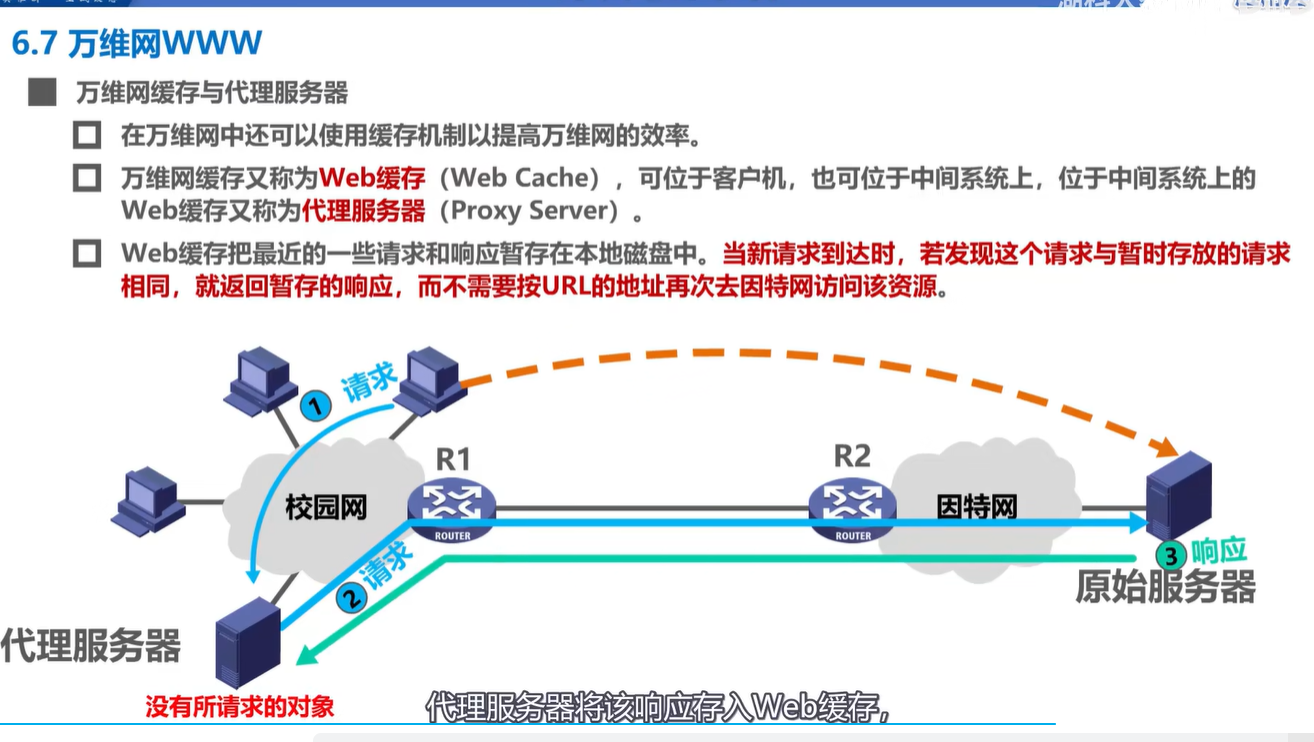 6.7 万维网WWW
万维网缓存与代理服务器
在万维网中还可以使用缓存机制以提高万维网的效率。
万维网缓存又称为Web缓存（Web Cache），可位于客户机，也可位于中间系统上，位于中间系统上的
Web缓存又称为代理服务器（Proxy Server）。
Web缓存把最近的一些请求和响应暂存在本地磁盘中。当新请求到达时，若发现这个请求与暂时存放的请求
相同，就返回暂存的响应，而不需要按URL的地址再次去因特网访问该资源。
1 请求
R1
R2
校园网
因特网
ROUTER
ROUTER
2 请求
3 响应
原始服务器
代理服务器
没有所请求的对象
代理服务器将该响应存入Web缓存，